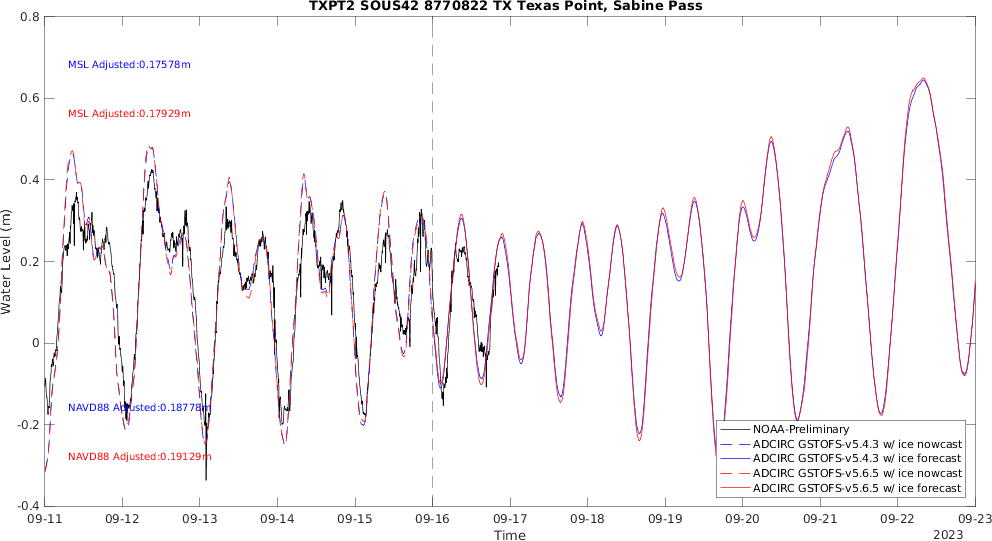 TXPT2 SOUS42 8770822 TX Texas Point, Sabine Pass
Water Level (m)
0.8
0.6
0.4
0.2
0
-0.2
-0.4
MSL Adjusted:0.17578m
MSL Adjusted:0.17929m
NAVD88 Adjusted:0.18778m
NAVD88 Adjusted:0.19129m
NOAA-Preliminary
ADCIRC GSTOFS-v5.4.3 w/ ice nowcast
ADCIRC GSTOFS-v5.4.3 w/ ice forecast
ADCIRC GSTOFS-v5.6.5 w/ ice nowcast
ADCIRC GSTOFS-v5.6.5 w/ ice forecast
09-11 09-12 09-13 09-14 09-15 09-16 09-17 09-18 09-19 09-20 09-21 09-22 09-23
Time
2023